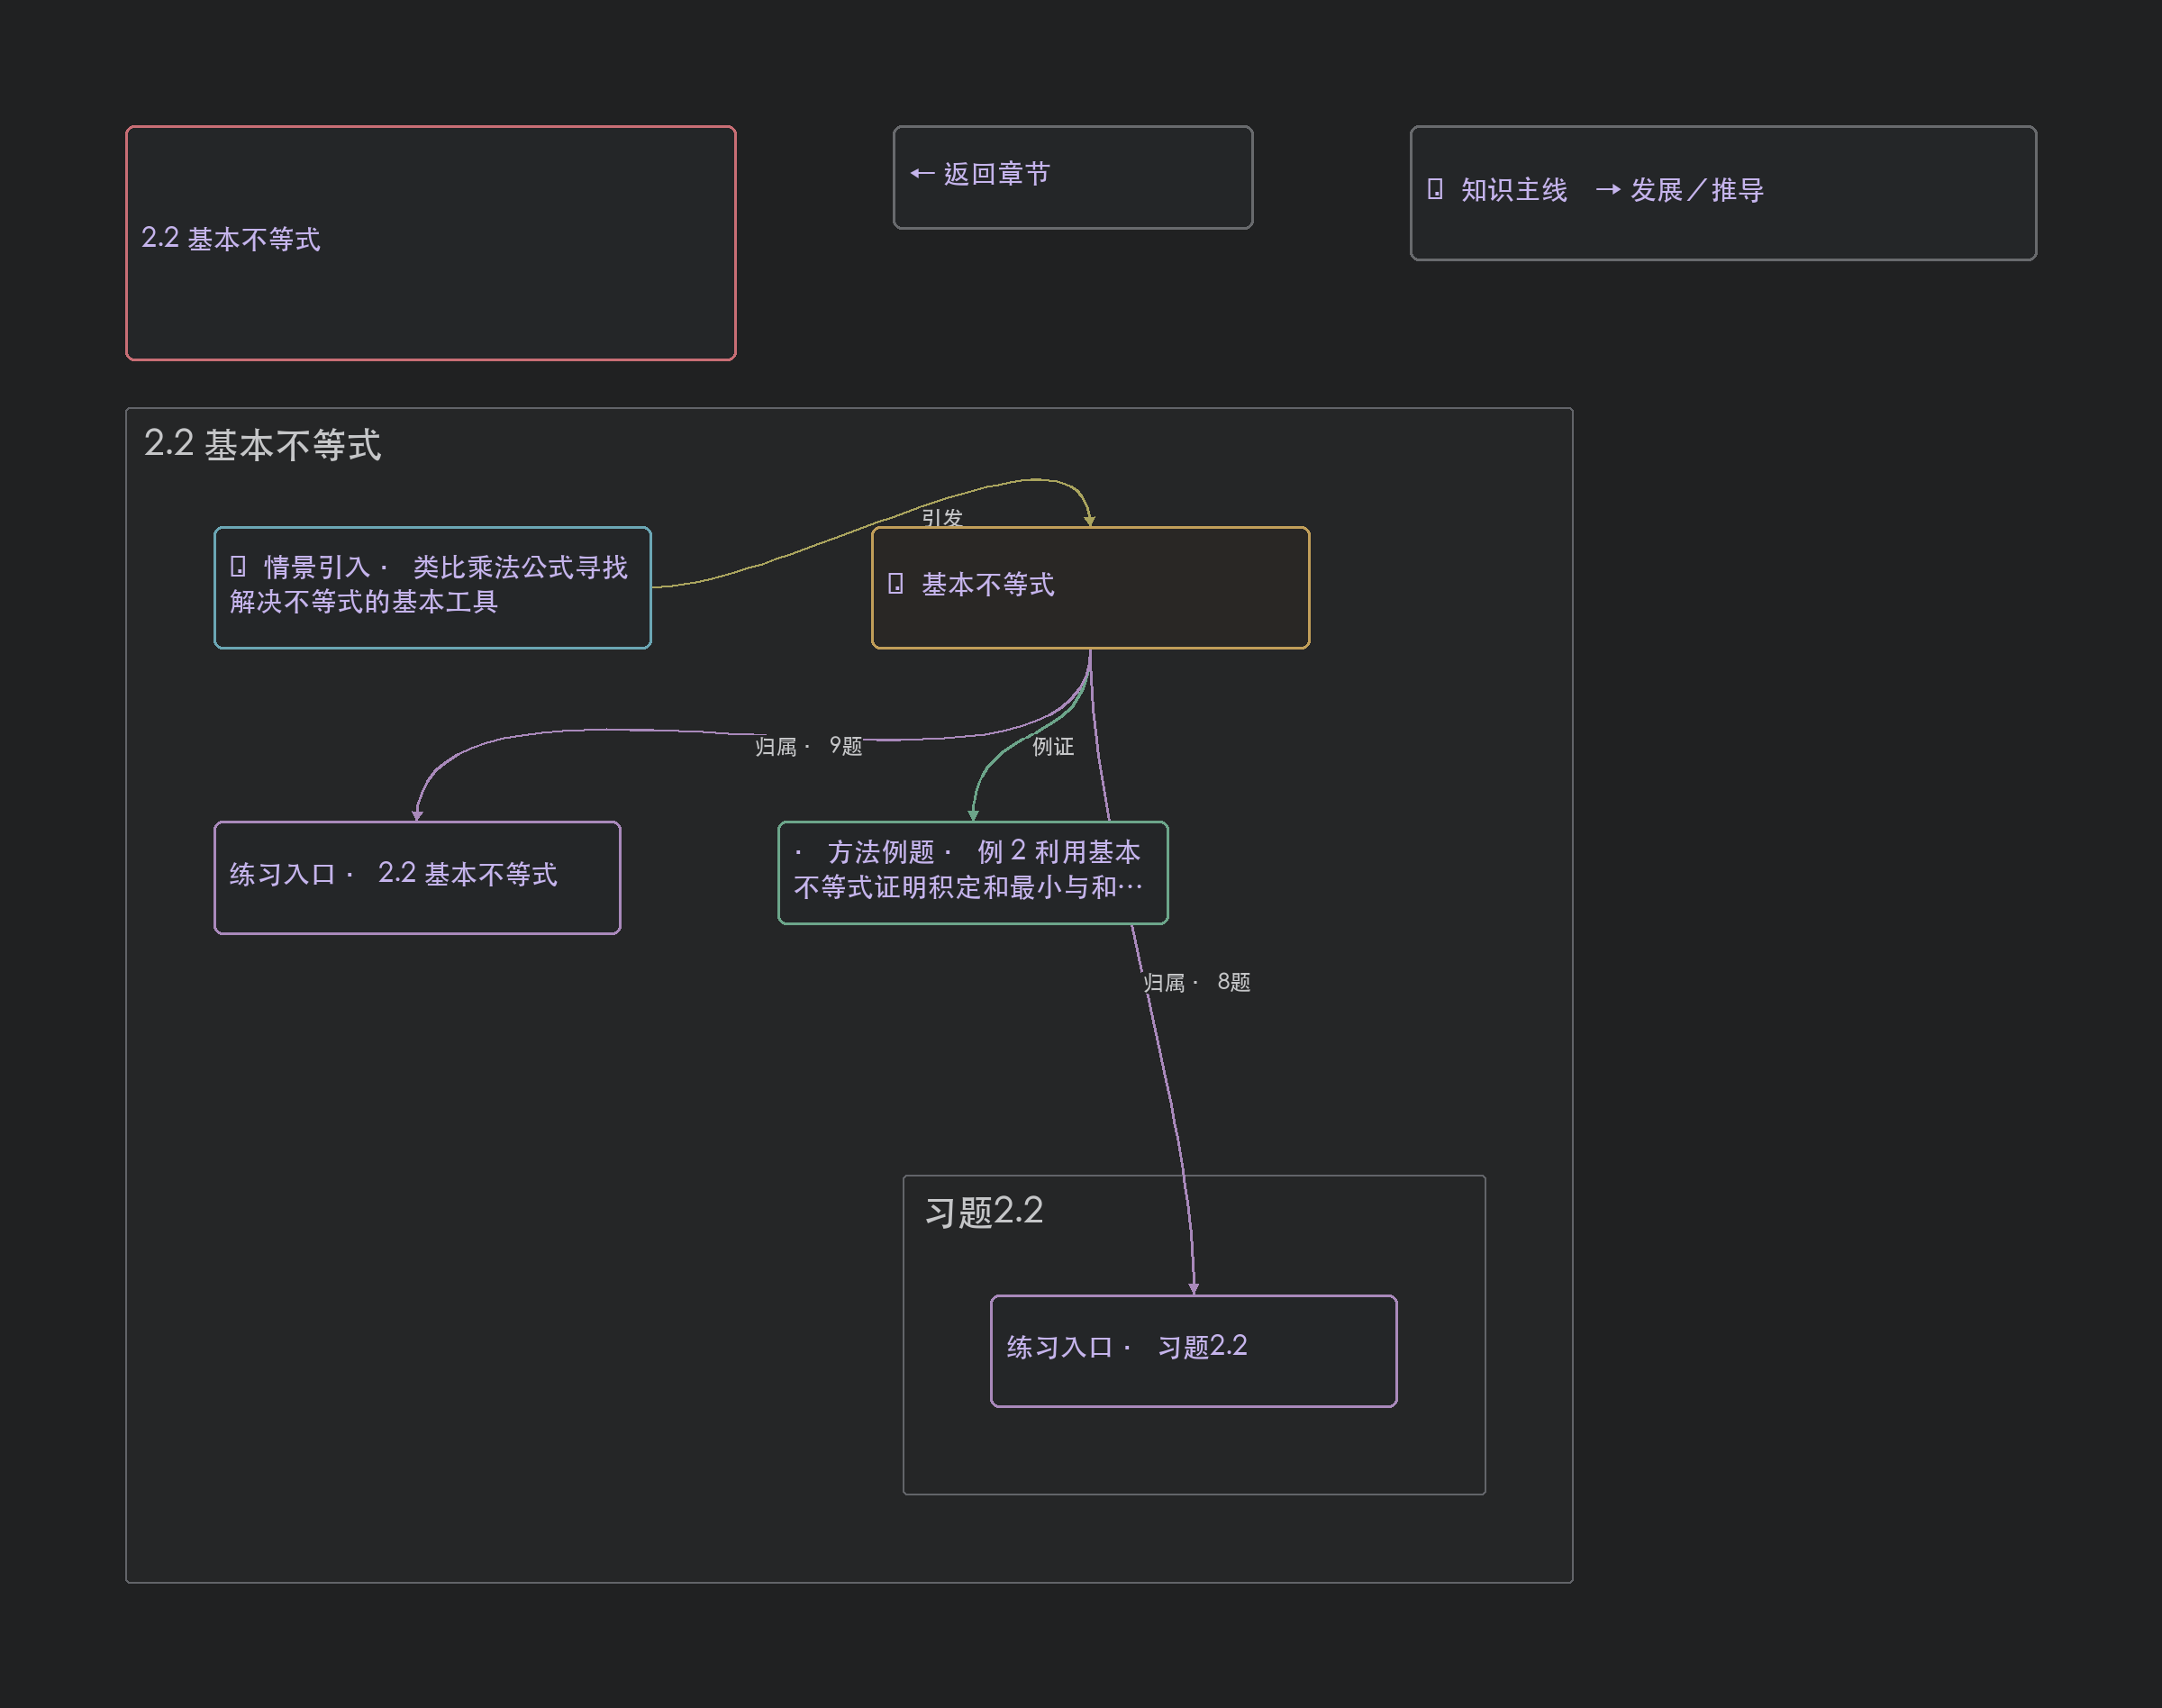 2.2 基本不等式
← 返回章节
知识主线 → 发展／推导
2.2 基本不等式
引发
情景引入 · 类比乘法公式寻找
解决不等式的基本工具
基本不等式
归属 · 9题
例证
练习入口 · 2.2 基本不等式
· 方法例题 · 例 2 利用基本
不等式证明积定和最小与和…
归属 · 8题
习题2.2
练习入口 · 习题2.2